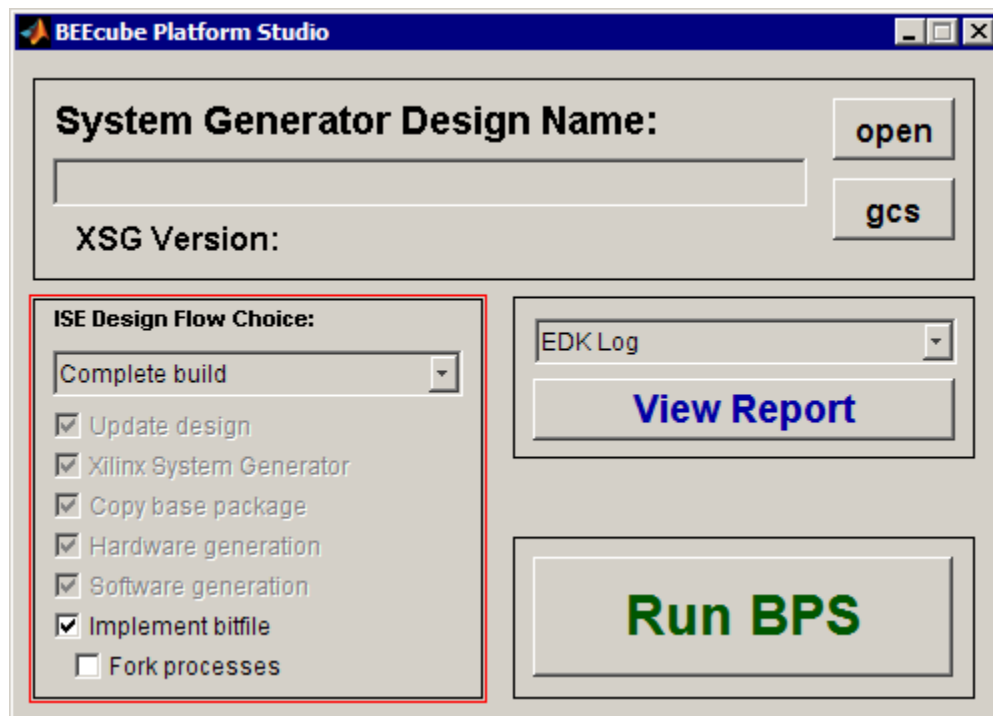 BEEcube Platform Studio
System Generator Design Name:
open
gcs
XSG Version:
ISE Design Flow Choice:
Complete build
Update design
Xilinx System Generator
Copy base package
Hardware generation
Software generation
Implement bitfile
Fork processes
EDK Log
View Report
Run BPS